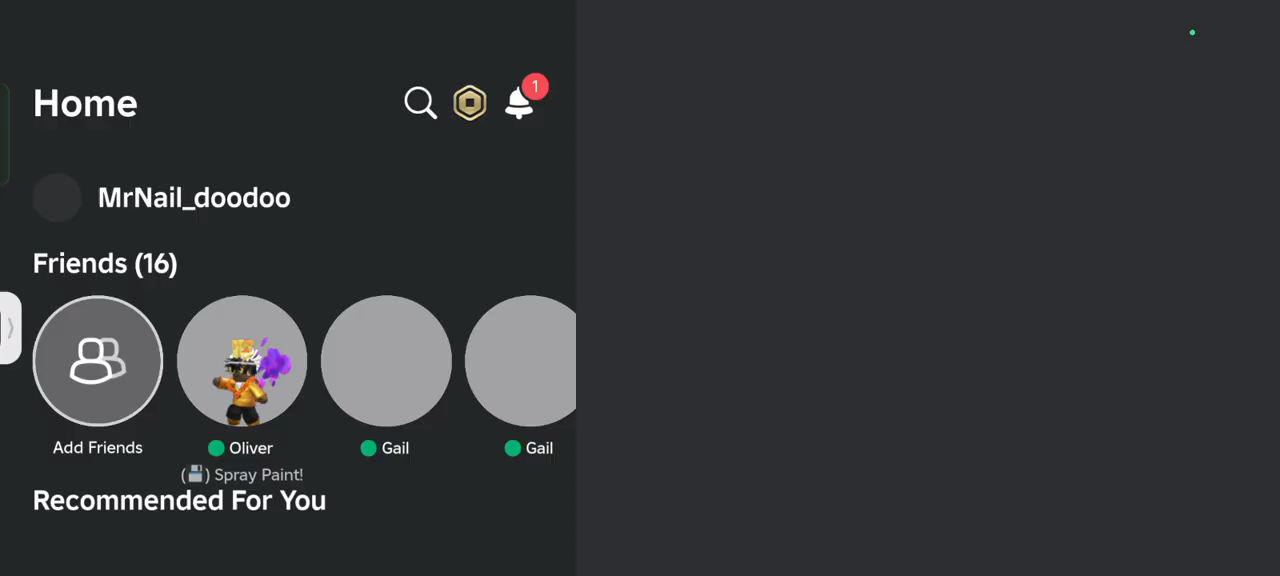 Home
1
MrNail_doodoo
Friends (16)
Add Friends
Oliver
Gail
Gail
(💾) Spray Paint!
Recommended For You